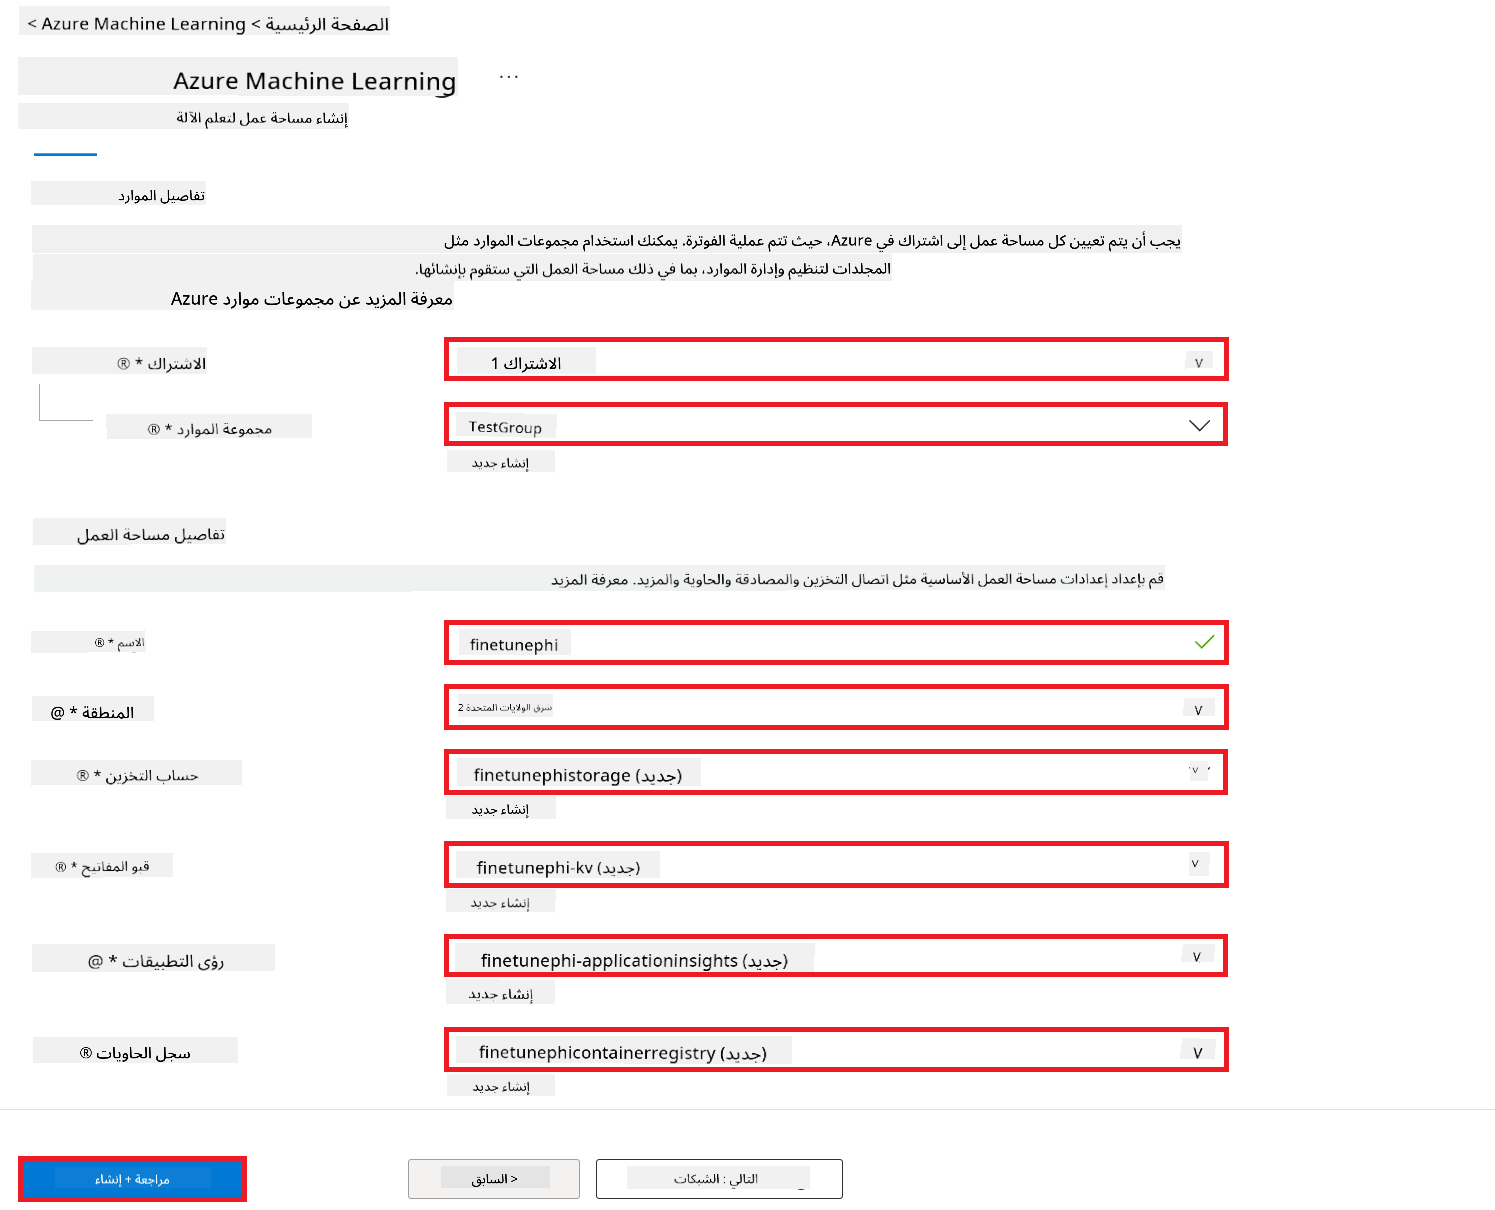 الصفحة الرئيسية > Azure Machine Learning >
Azure Machine Learning ...
إنشاء مساحة عمل لتعلم الآلة
تفاصيل الموارد
يجب أن يتم تعيين كل مساحة عمل إلى اشتراك في Azure، حيث تتم عملية الفوترة. يمكنك استخدام مجموعات الموارد مثل
المجلدات لتنظيم وإدارة الموارد، بما في ذلك مساحة العمل التي ستقوم بإنشائها.
معرفة المزيد عن مجموعات موارد Azure
الاشتراك * ®
الاشتراك 1
مجموعة الموارد * ®
TestGroup
إنشاء جديد
تفاصيل مساحة العمل
قم بإعداد إعدادات مساحة العمل الأساسية مثل اتصال التخزين والمصادقة والحاوية والمزيد. معرفة المزيد
الاسم * ®
finetunephi
المنطقة * @
شرق الولايات المتحدة 2
حساب التخزين * ®
finetunephistorage (جديد)
إنشاء جديد
قبو المفاتيح * ®
finetunephi-kv (جديد)
إنشاء جديد
رؤى التطبيقات * @
finetunephi-applicationinsights (جديد)
إنشاء جديد
سجل الحاويات ®
finetunephicontainerregistry (جديد)
إنشاء جديد
مراجعة + إنشاء
< السابق
التالي : الشبكات